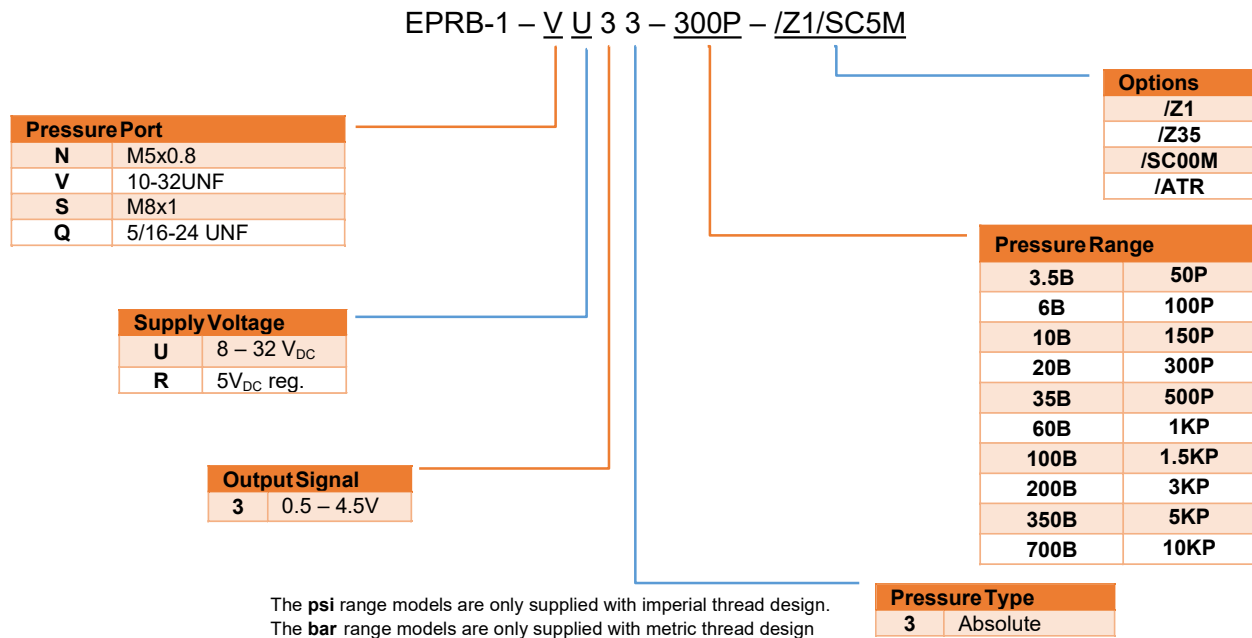 EPRB-1 – V U 3 3 – 300P – /Z1/SC5M
Options
/Z1
/Z35
/SC00M
/ATR
Pressure Port
N M5x0.8
V 10-32UNF
S M8x1
Q 5/16-24 UNF
Pressure Range
3.5B 50P
6B 100P
10B 150P
20B 300P
35B 500P
60B 1KP
100B 1.5KP
200B 3KP
350B 5KP
700B 10KP
Supply Voltage
U 8 – 32 VDC
R 5VDC reg.
Output Signal
3 0.5 – 4.5V
Pressure Type
3 Absolute
The psi range models are only supplied with imperial thread design.
The bar range models are only supplied with metric thread design